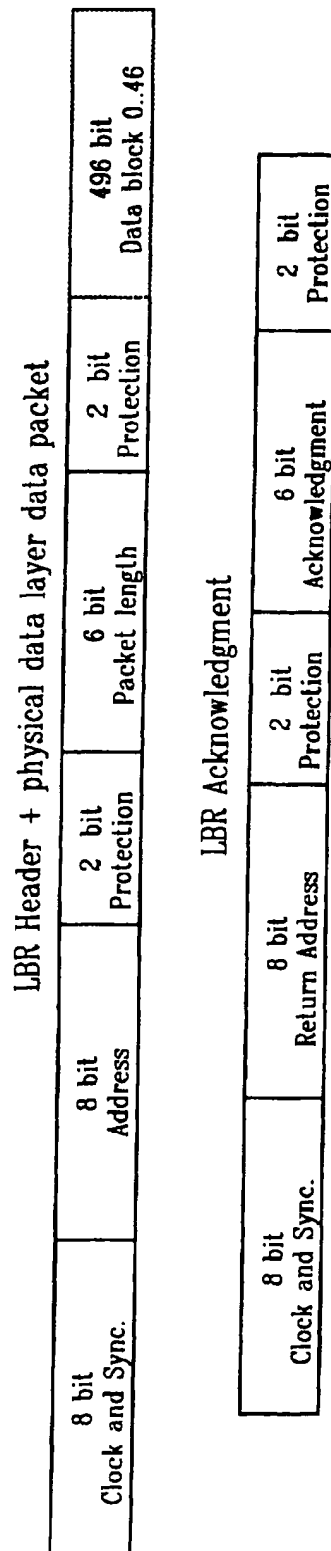 LBR Header + physical data layer data packet
8 bit
Clock and Sync.
8 bit
Address
2 bit
Protection
6 bit
Packet length
2 bit
Protection
496 bit
Data block 0..46
LBR Acknowledgment
8 bit
Clock and Sync.
8 bit
Return Address
2 bit
Protection
6 bit
Acknowledgment
2 bit
Protection